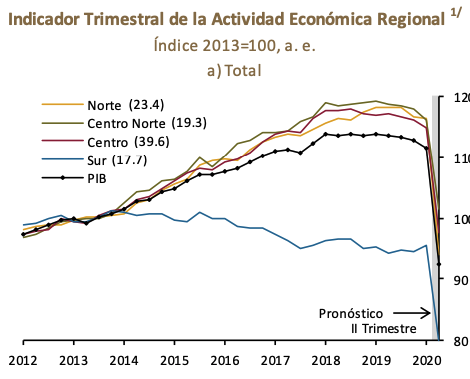 Indicador Trimestral de la Actividad Económica Regional 1/
Índice 2013=100, a. e.
a) Total
120
Norte (23.4)
Centro Norte (19.3)
Centro (39.6)
Sur (17.7)
PIB
110
100
90
Pronóstico
II Trimestre
80
2012 2013 2014 2015 2016 2017 2018 2019 2020